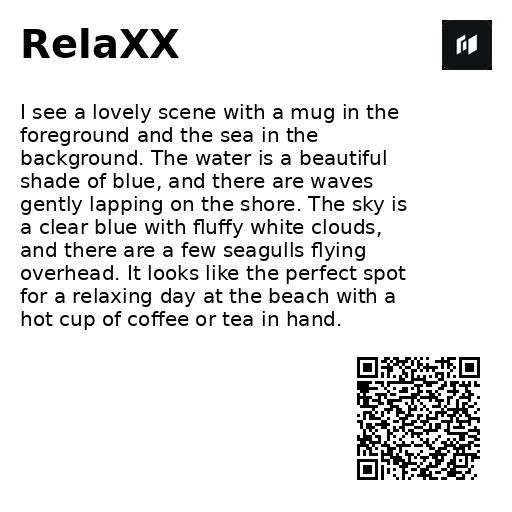 RelaXX
I see a lovely scene with a mug in the
foreground and the sea in the
background. The water is a beautiful
shade of blue, and there are waves
gently lapping on the shore. The sky is
a clear blue with fluffy white clouds,
and there are a few seagulls flying
overhead. It looks like the perfect spot
for a relaxing day at the beach with a
hot cup of coffee or tea in hand.